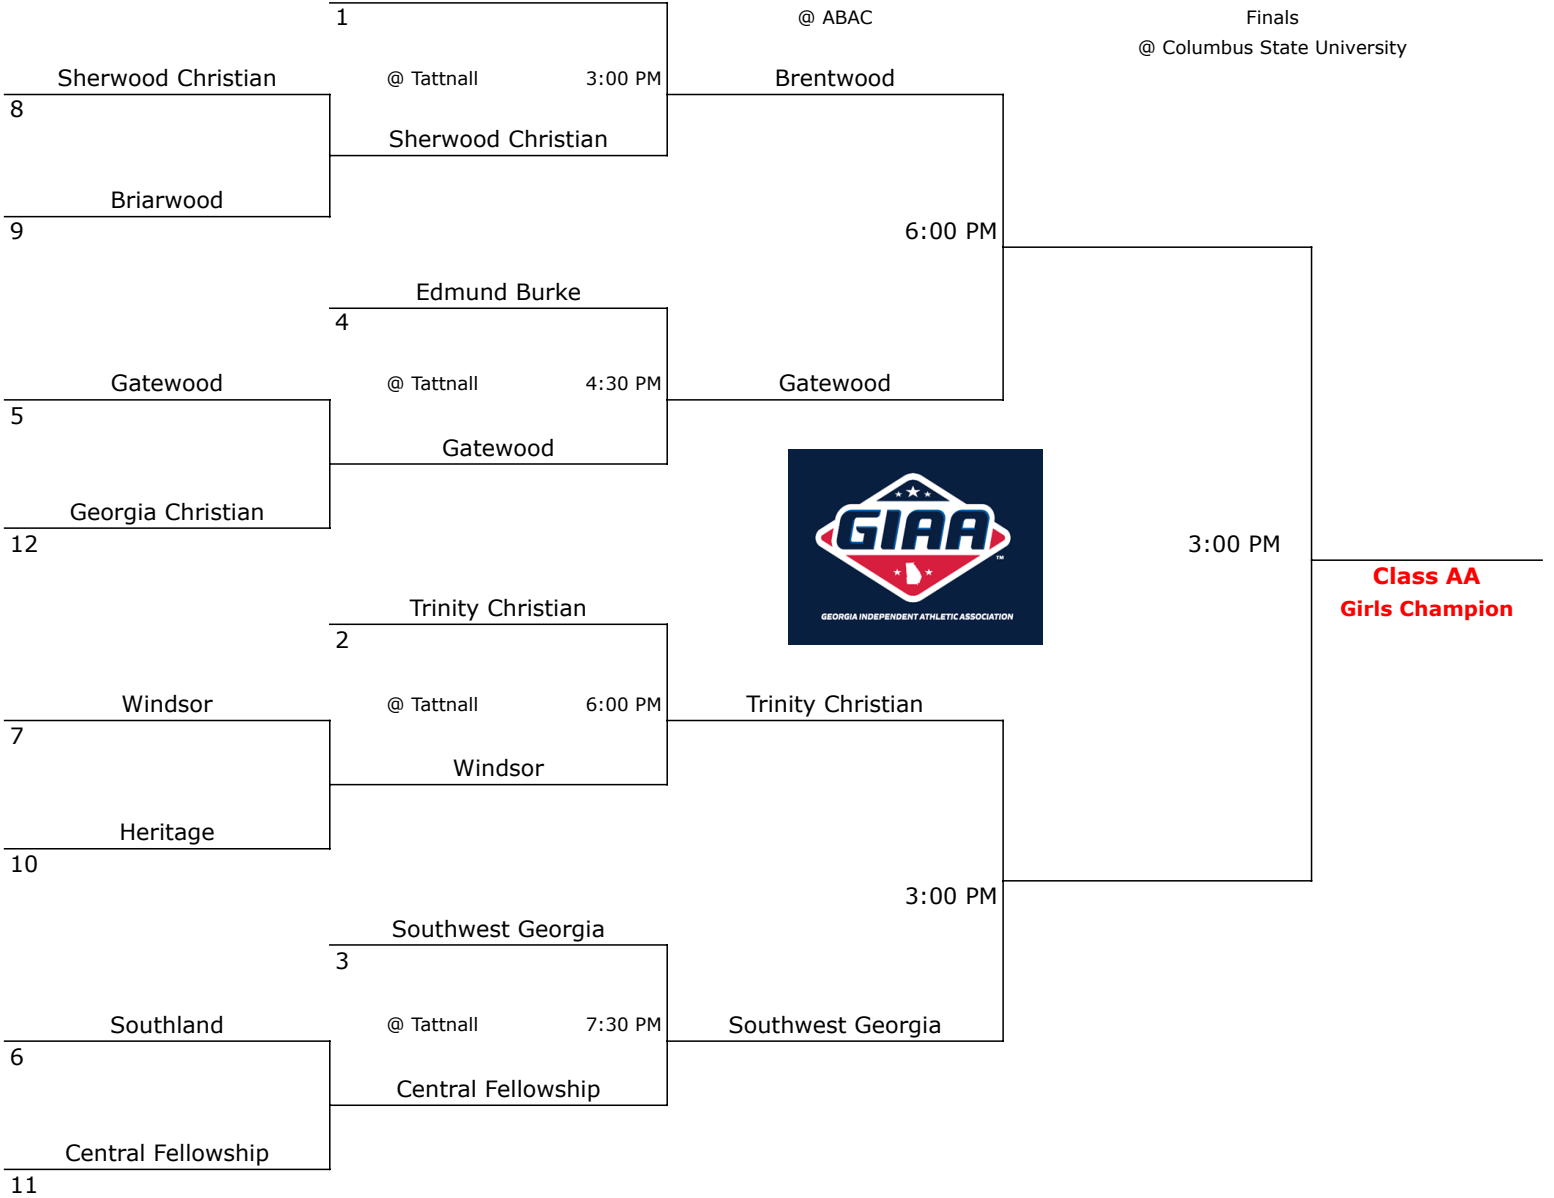 1
@ ABAC
Finals
@ Columbus State University
Sherwood Christian
@ Tattnall
3:00 PM
Brentwood
8
Sherwood Christian
Briarwood
9
6:00 PM
Edmund Burke
4
Gatewood
@ Tattnall
4:30 PM
Gatewood
5
Gatewood
Georgia Christian
12
GIAA
TM
GEORGIA INDEPENDENT ATHLETIC ASSOCIATION
3:00 PM
Class AA
Girls Champion
Trinity Christian
2
Windsor
@ Tattnall
6:00 PM
Trinity Christian
7
Windsor
Heritage
10
3:00 PM
Southwest Georgia
3
Southland
@ Tattnall
7:30 PM
Southwest Georgia
6
Central Fellowship
Central Fellowship
11